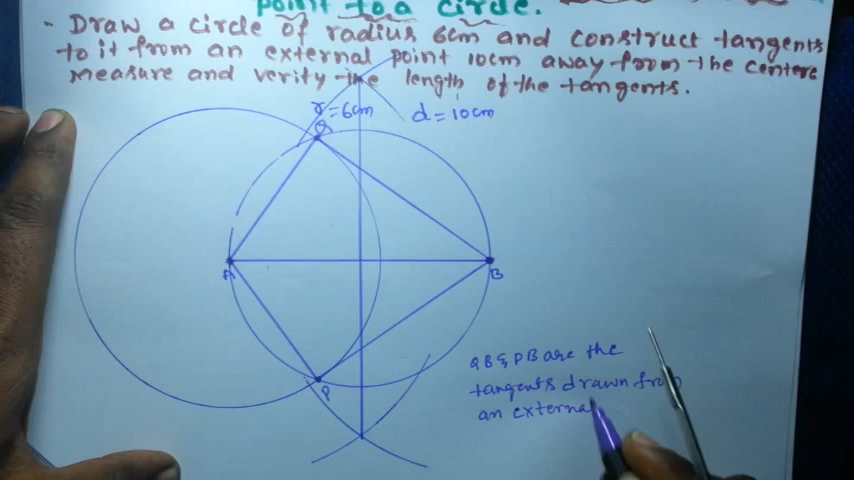 point to a circle.
- Draw a circle of radius 6cm and construct tangents
to it from an external point 10cm away from the centere
measure and verity the length of the tangents.
r=6cm
d=10cm
Q
A
B
P
QB & PB are the
tangents drawn from
an external